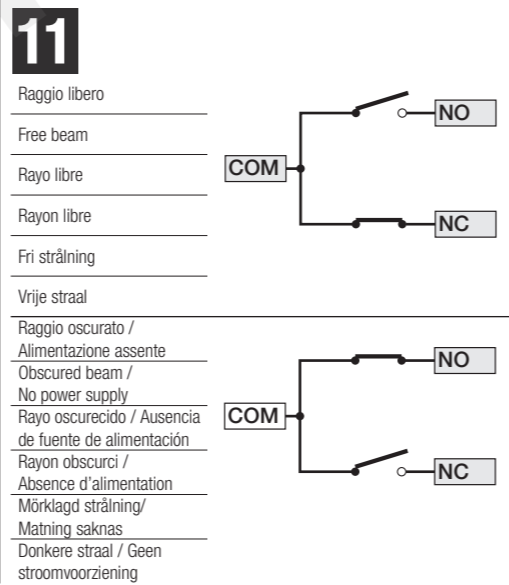 11
Raggio libero
Free beam
Rayo libre
Rayon libre
Fri strålning
Vrije straal
COM
NO
NC
Raggio oscurato /
Alimentazione assente
Obscured beam /
No power supply
Rayo oscurecido / Ausencia
de fuente de alimentación
Rayon obscurci /
Absence d'alimentation
Mörklagd strålning/
Matning saknas
Donkere straal / Geen
stroomvoorziening
COM
NO
NC